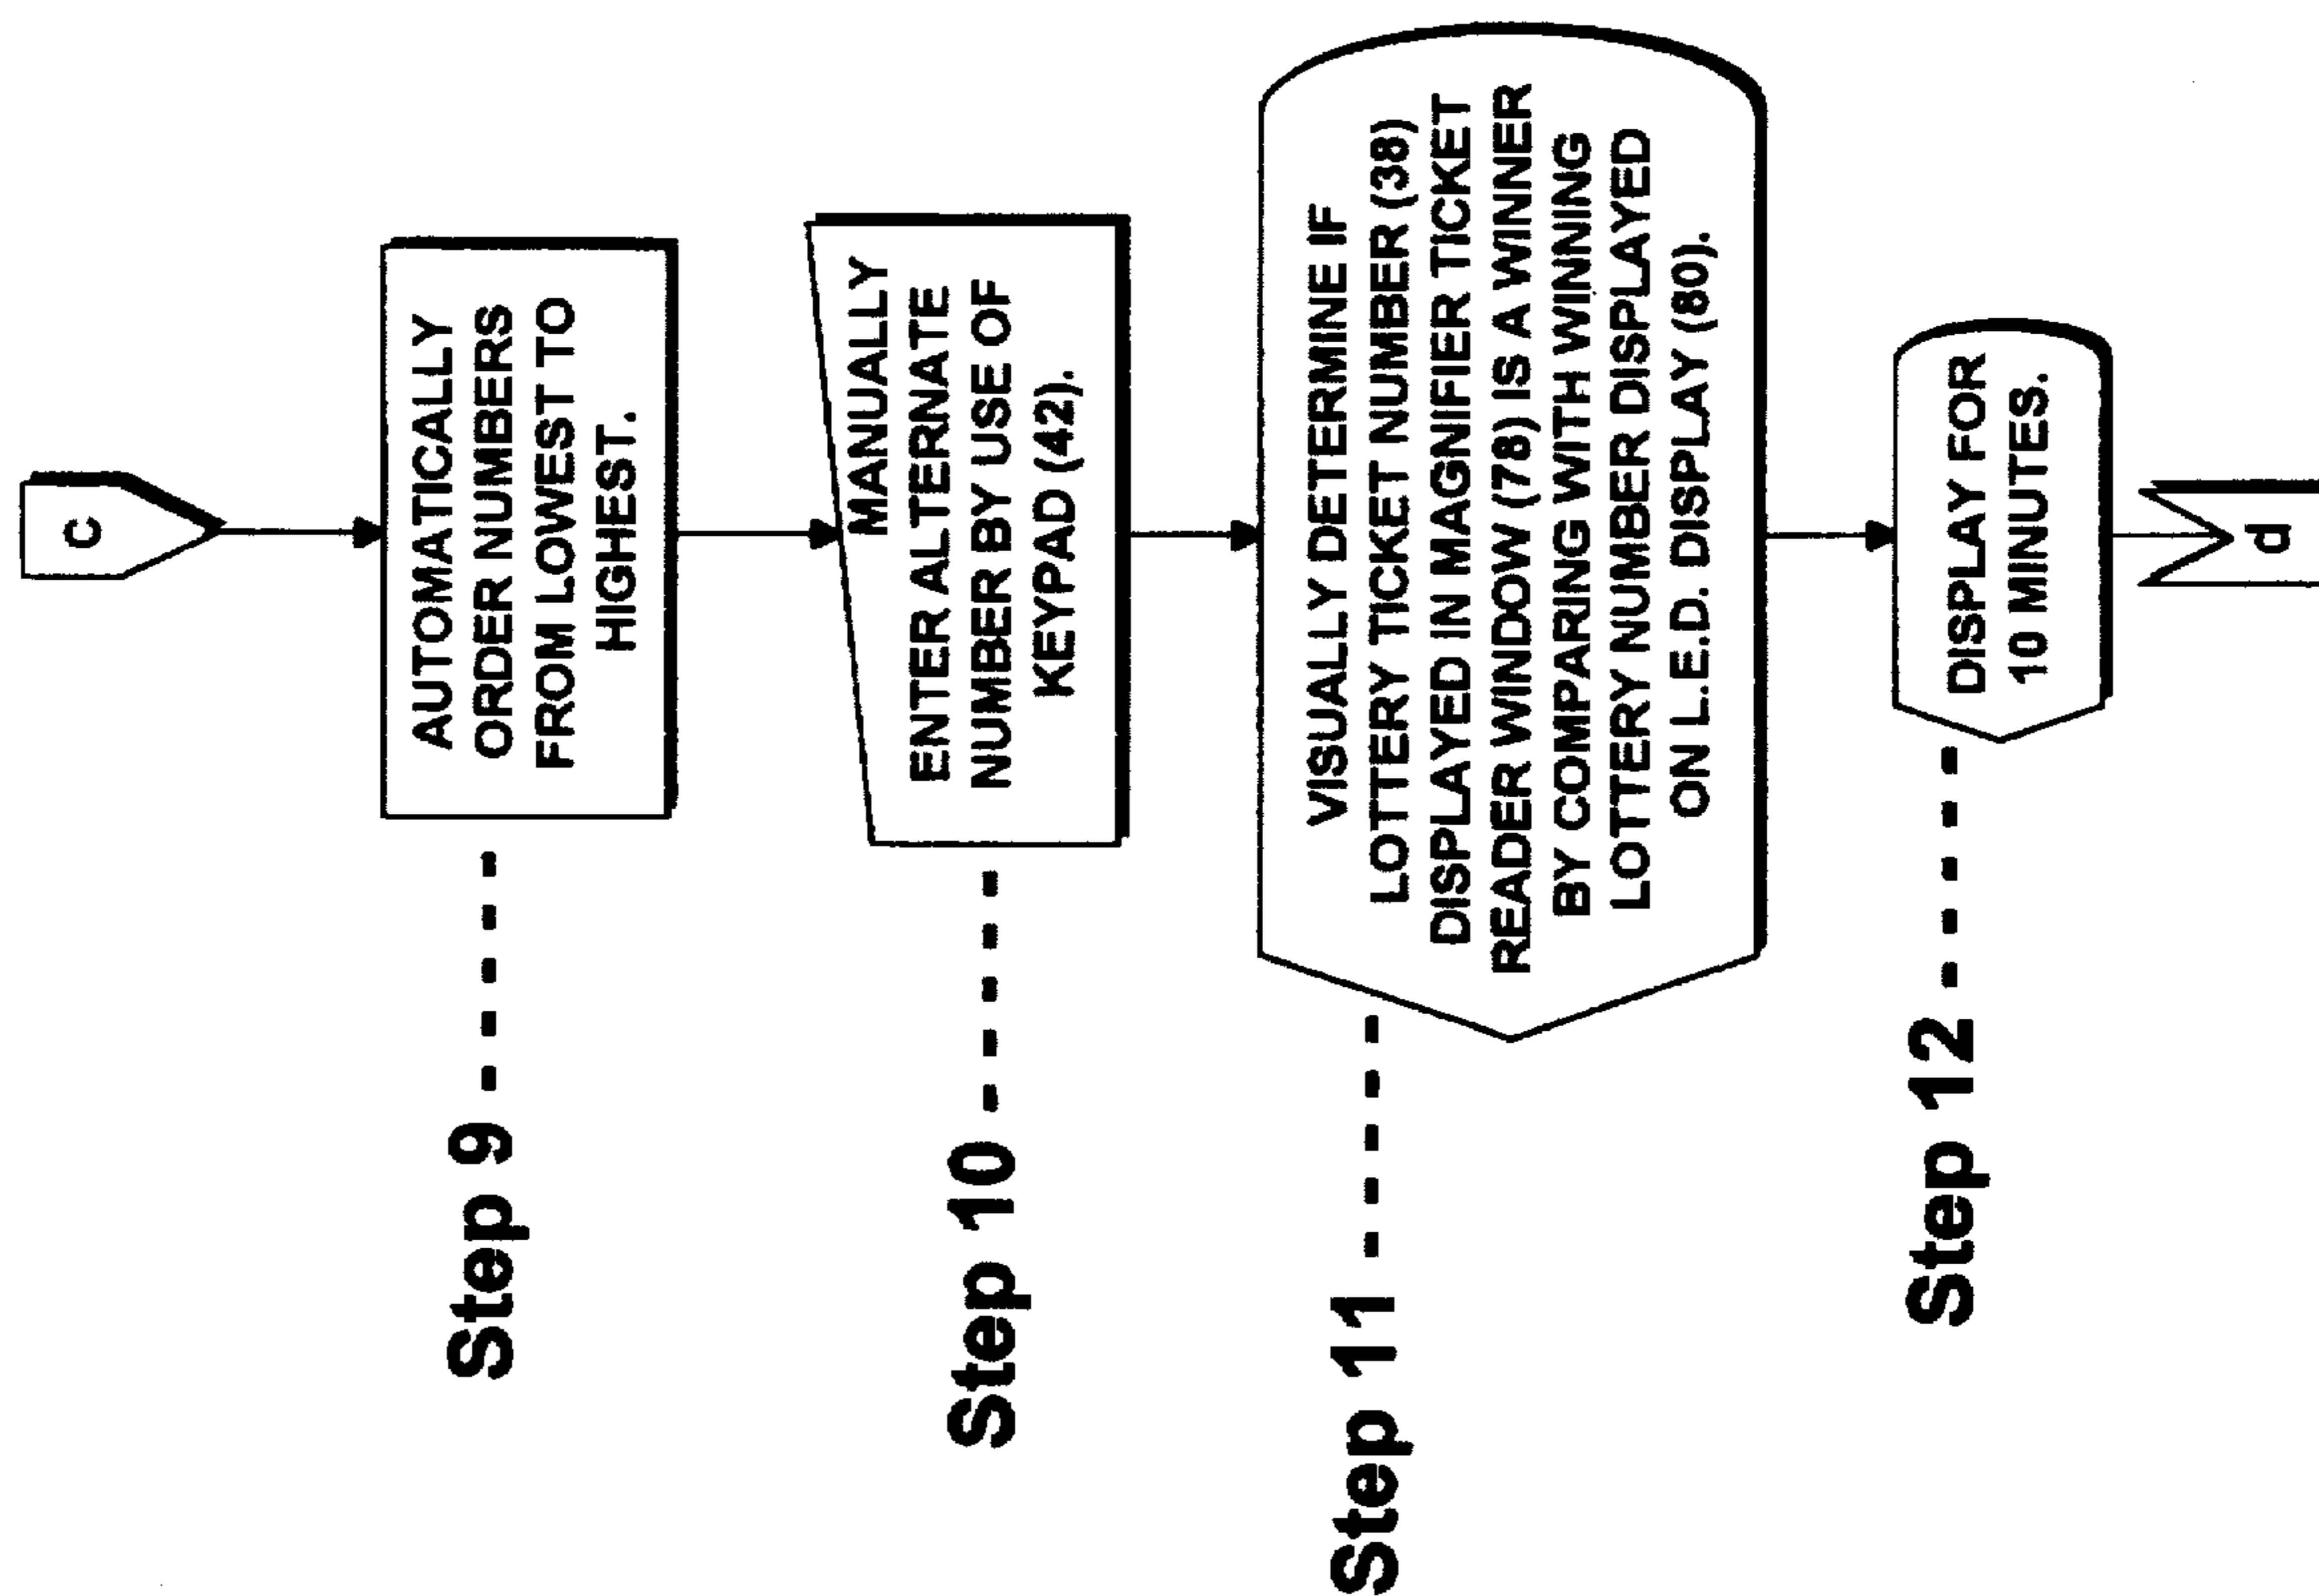 c
Step 9
AUTOMATICALLY
ORDER NUMBERS
FROM LOWEST TO
HIGHEST.
Step 10
MANUALLY
ENTER ALTERNATE
NUMBER BY USE OF
KEYPAD (42).
Step 11
VISUALLY DETERMINE IF
LOTTERY TICKET NUMBER (38)
DISPLAYED IN MAGNIFIER TICKET
READER WINDOW (78) IS A WINNER
BY COMPARING WITH WINNING
LOTTERY NUMBER DISPLAYED
ON L.E.D. DISPLAY (80).
Step 12
DISPLAY FOR
10 MINUTES.
d